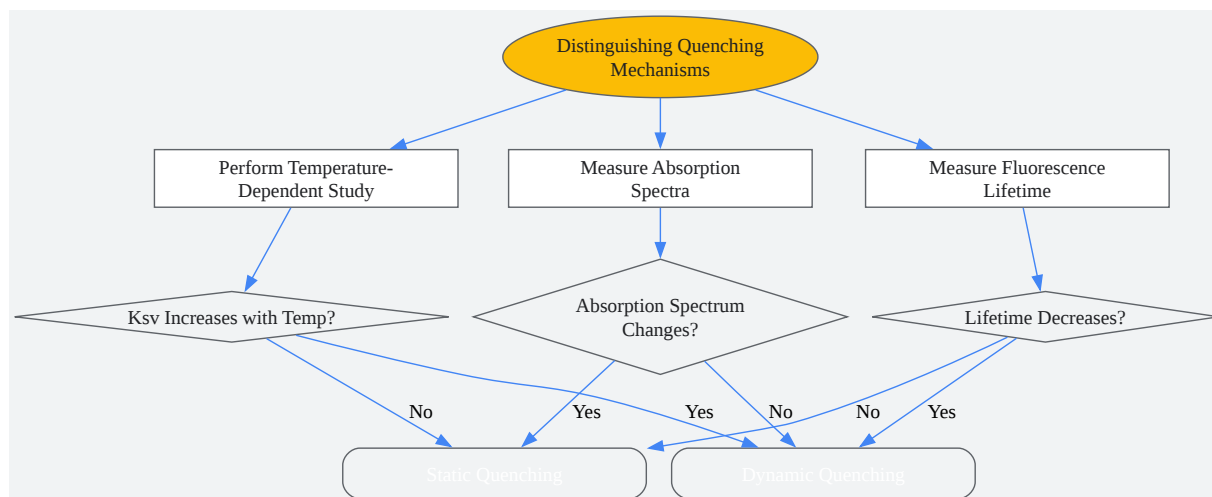 Distinguishing Quenching
Mechanisms
Perform Temperature-
Dependent Study
Measure Absorption
Spectra
Measure Fluorescence
Lifetime
Ksv Increases with Temp?
Absorption Spectrum
Changes?
Lifetime Decreases?
No
Yes
Yes
No
No
Yes
Static Quenching
Dynamic Quenching